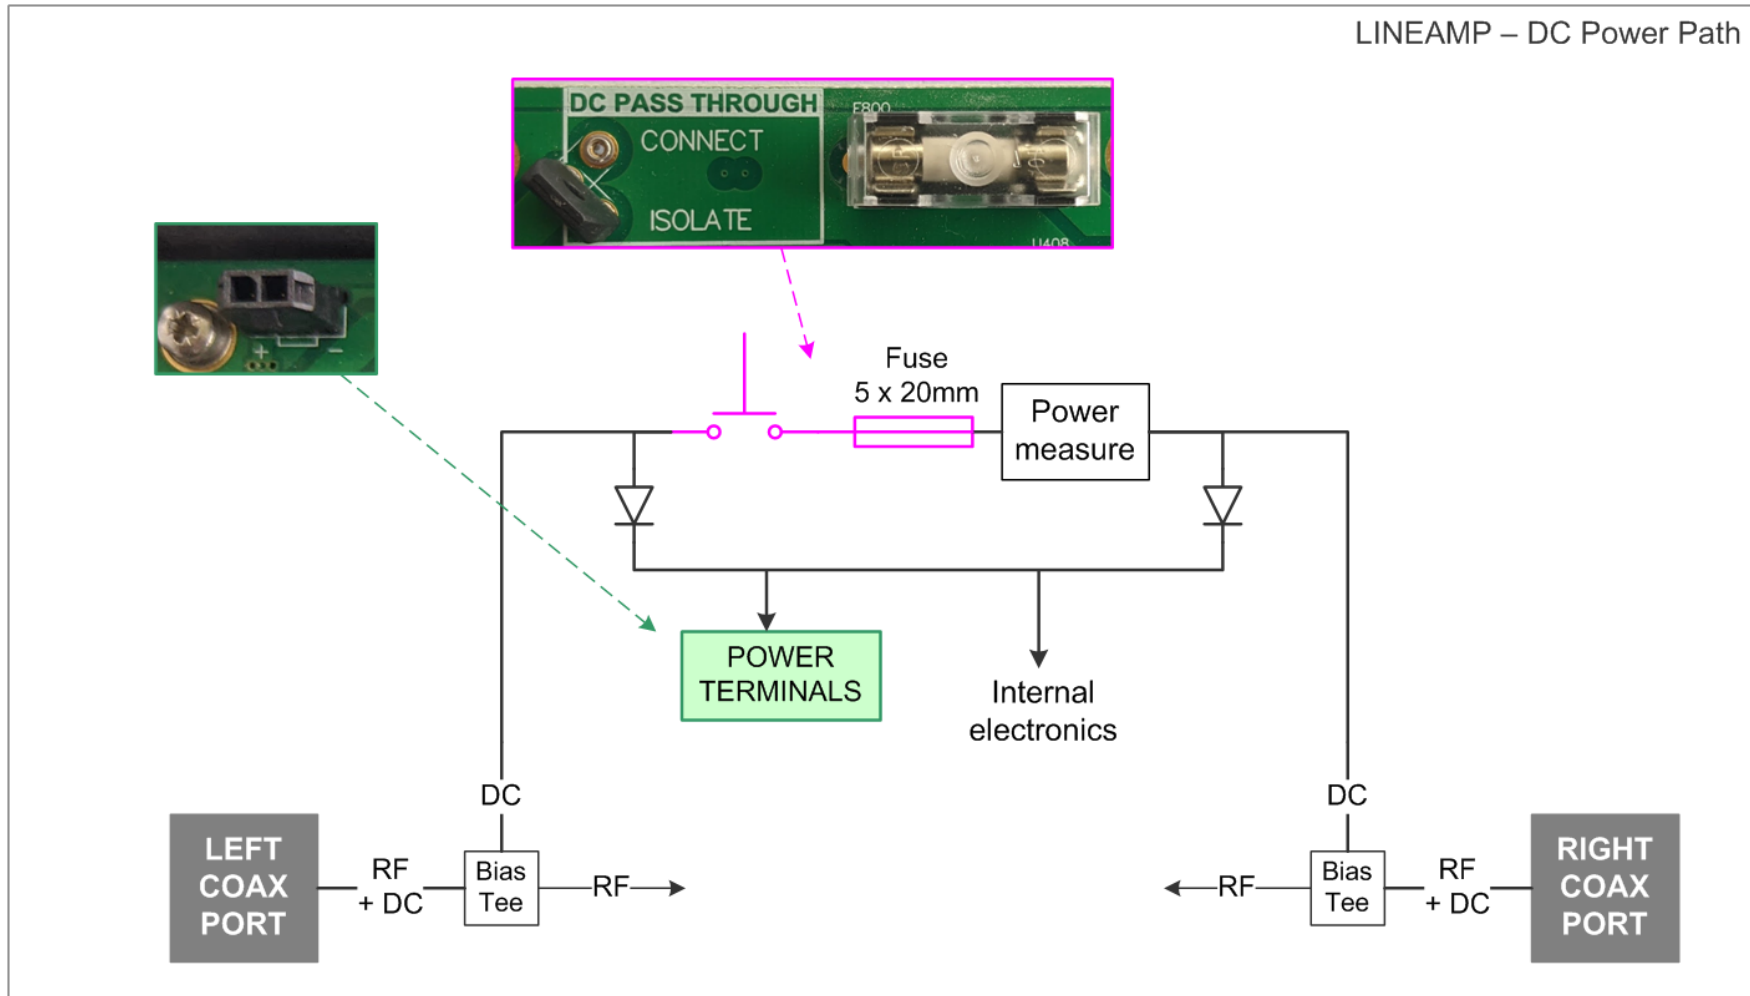 LINEAMP – DC Power Path
DC PASS THROUGH
CONNECT
ISOLATE
F800
U408
+ -
Fuse
5 x 20mm
Power
measure
POWER
TERMINALS
Internal
electronics
DC
DC
LEFT
COAX
PORT
RF
+ DC
Bias
Tee
RF
RF
Bias
Tee
RF
+ DC
RIGHT
COAX
PORT